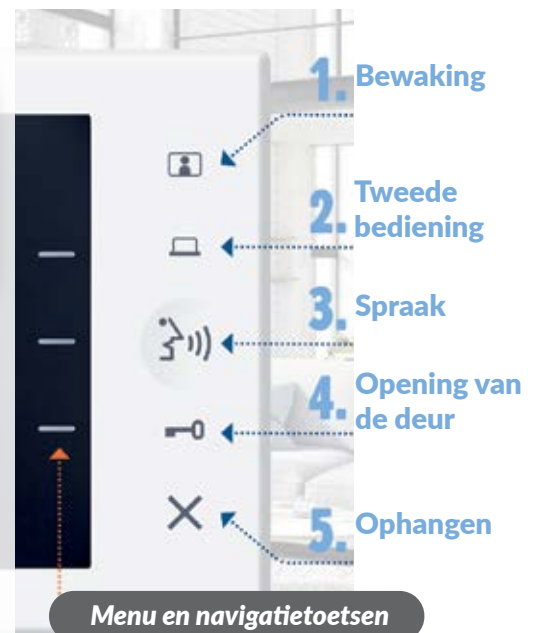 1. Bewaking
2. Tweede
bediening
3. Spraak
4. Opening van
de deur
5. Ophangen
Menu en navigatietoetsen